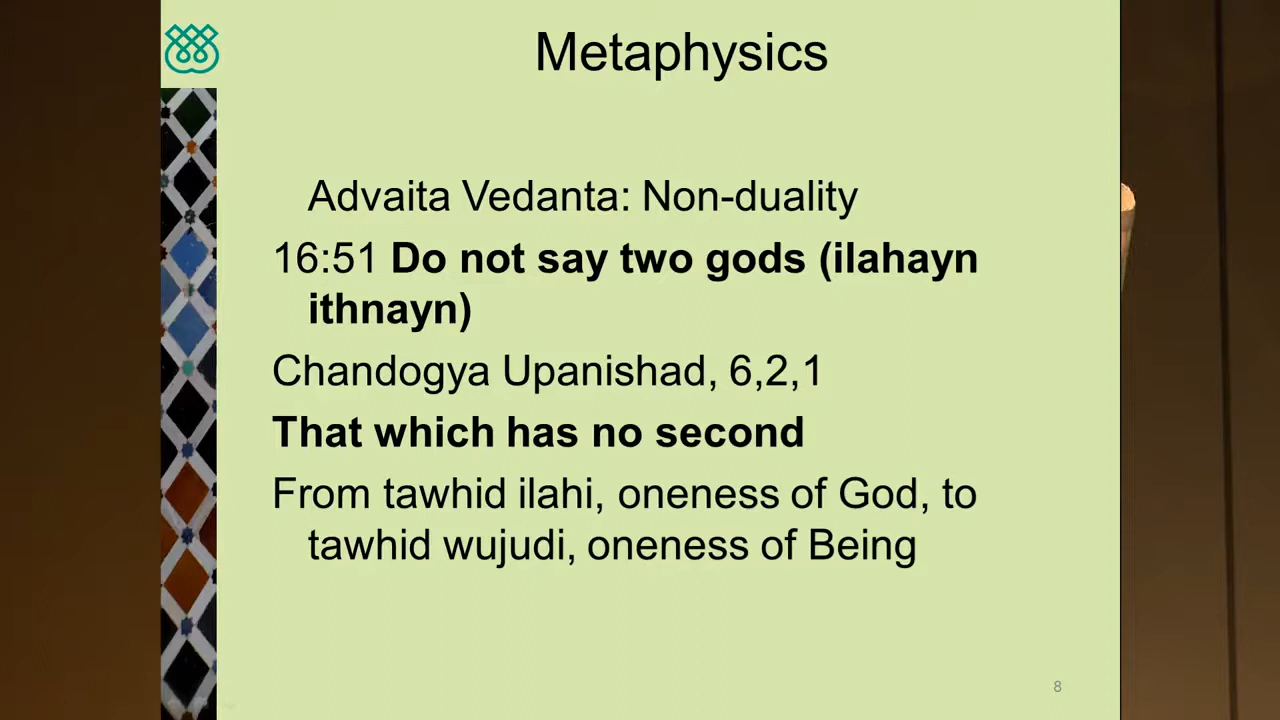 Metaphysics
Advaita Vedanta: Non-duality
16:51 Do not say two gods (ilahayn
ithnayn)
Chandogya Upanishad, 6,2,1
That which has no second
From tawhid ilahi, oneness of God, to
tawhid wujudi, oneness of Being
8